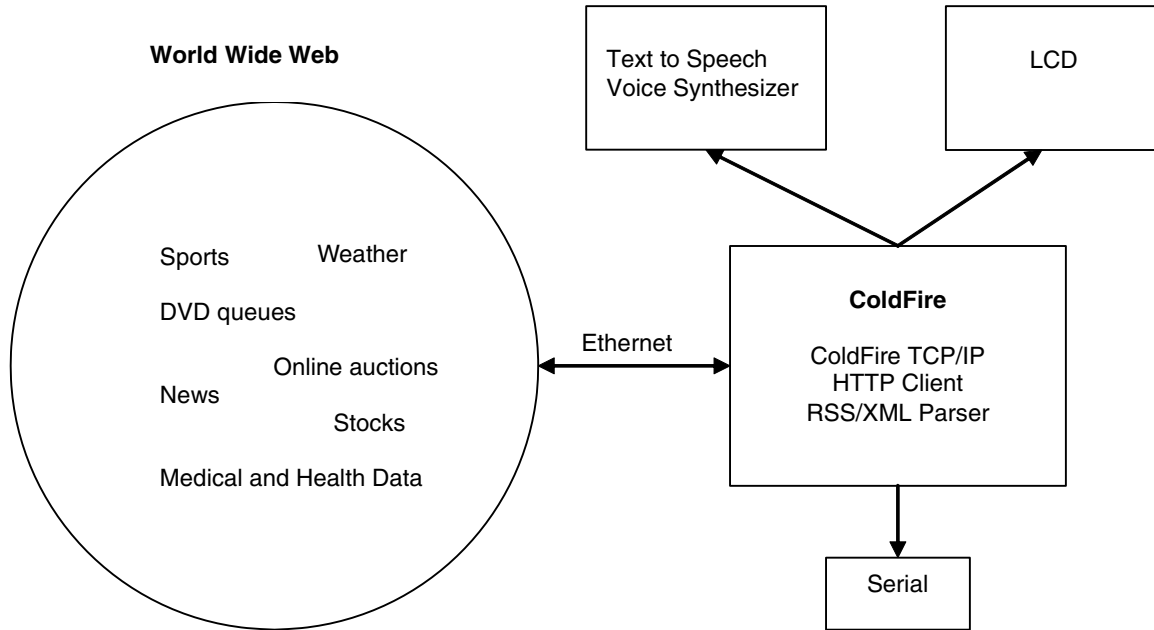 World Wide Web
Sports
Weather
DVD queues
Online auctions
News
Stocks
Medical and Health Data
Ethernet
Text to Speech
Voice Synthesizer
LCD
ColdFire
ColdFire TCP/IP
HTTP Client
RSS/XML Parser
Serial